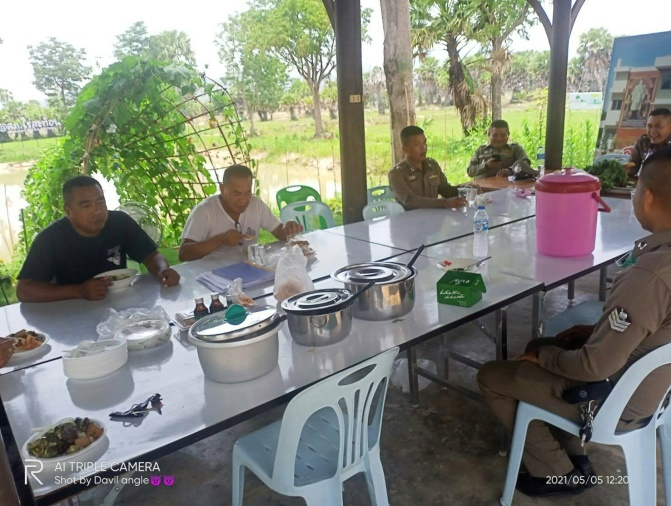 AI TRIPLE CAMERA
Shot by Davil angle 😈😈
2021/05/05 12:20